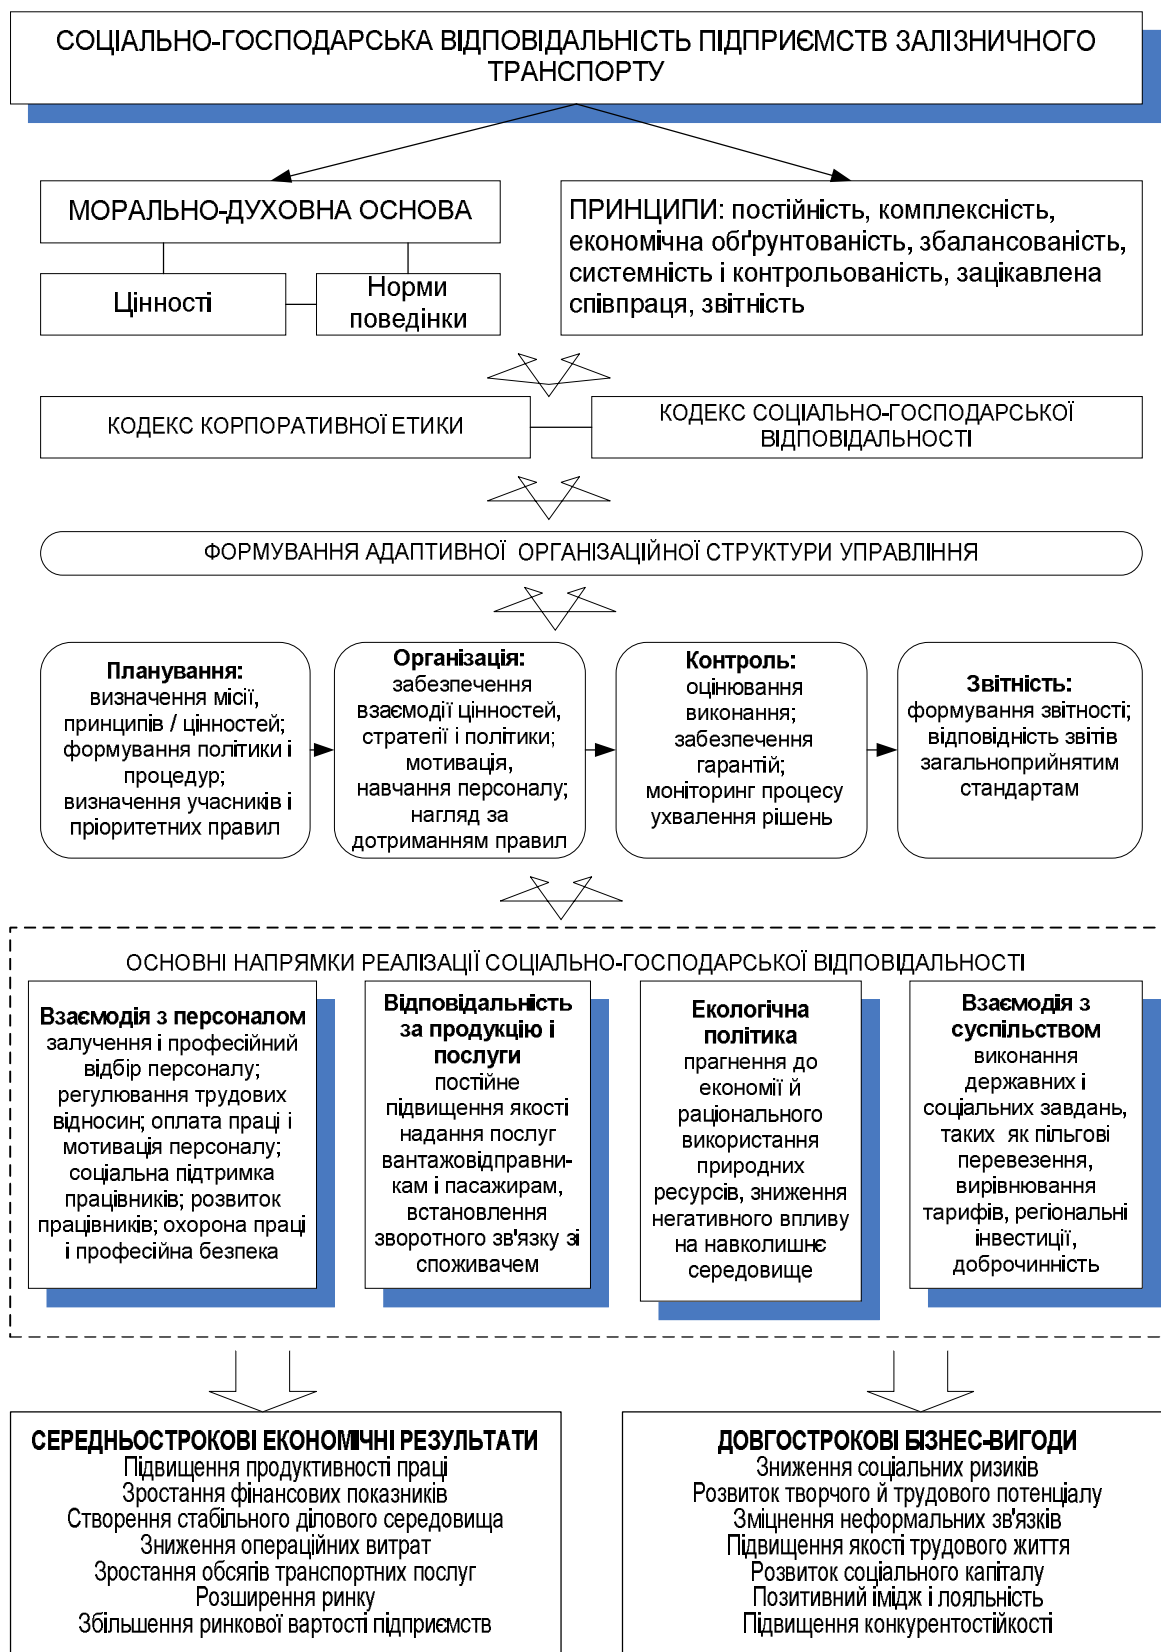 СОЦІАЛЬНО-ГОСПОДАРСЬКА ВІДПОВІДАЛЬНІСТЬ ПІДПРИЄМСТВ ЗАЛІЗНИЧНОГО
ТРАНСПОРТУ
МОРАЛЬНО-ДУХОВНА ОСНОВА
Цінності
Норми
поведінки
ПРИНЦИПИ: постійність, комплексність,
економічна обґрунтованість, збалансованість,
системність і контрольованість, зацікавлена
співпраця, звітність
КОДЕКС КОРПОРАТИВНОЇ ЕТИКИ
КОДЕКС СОЦІАЛЬНО-ГОСПОДАРСЬКОЇ
ВІДПОВІДАЛЬНОСТІ
ФОРМУВАННЯ АДАПТИВНОЇ ОРГАНІЗАЦІЙНОЇ СТРУКТУРИ УПРАВЛІННЯ
Планування:
визначення місії,
принципів / цінностей;
формування політики і
процедур;
визначення учасників і
пріоритетних правил
Організація:
забезпечення
взаємодії цінностей,
стратегії і політики;
мотивація,
навчання персоналу;
нагляд за
дотриманням правил
Контроль:
оцінювання
виконання;
забезпечення
гарантій;
моніторинг процесу
ухвалення рішень
Звітність:
формування звітності;
відповідність звітів
загальноприйнятим
стандартам
ОСНОВНІ НАПРЯМКИ РЕАЛІЗАЦІЇ СОЦІАЛЬНО-ГОСПОДАРСЬКОЇ ВІДПОВІДАЛЬНОСТІ
Взаємодія з персоналом
залучення і професійний
відбір персоналу;
регулювання трудових
відносин; оплата праці і
мотивація персоналу;
соціальна підтримка
працівників; розвиток
працівників; охорона праці
і професійна безпека
Відповідальність
за продукцію і
послуги
постійне
підвищення якості
надання послуг
вантажовідправни-
кам і пасажирам,
встановлення
зворотного зв'язку зі
споживачем
Екологічна
політика
прагнення до
економії й
раціонального
використання
природних
ресурсів, зниження
негативного впливу
на навколишнє
середовище
Взаємодія з
суспільством
виконання
державних і
соціальних завдань,
таких як пільгові
перевезення,
вирівнювання
тарифів, регіональні
інвестиції,
доброчинність
СЕРЕДНЬОСТРОКОВІ ЕКОНОМІЧНІ РЕЗУЛЬТАТИ
Підвищення продуктивності праці
Зростання фінансових показників
Створення стабільного ділового середовища
Зниження операційних витрат
Зростання обсягів транспортних послуг
Розширення ринку
Збільшення ринкової вартості підприємств
ДОВГОСТРОКОВІ БІЗНЕС-ВИГОДИ
Зниження соціальних ризиків
Розвиток творчого й трудового потенціалу
Зміцнення неформальних зв'язків
Підвищення якості трудового життя
Розвиток соціального капіталу
Позитивний імідж і лояльність
Підвищення конкурентостійкості